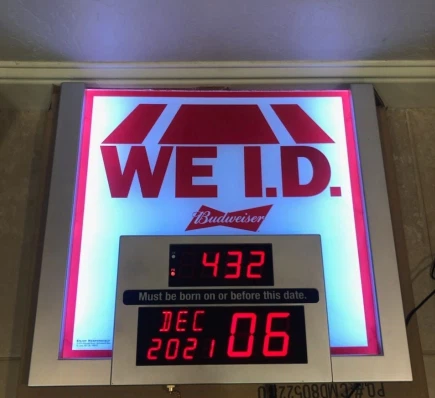 WE I.D.
Budweiser
432
Must be born on or before this date.
DEC
2021 06